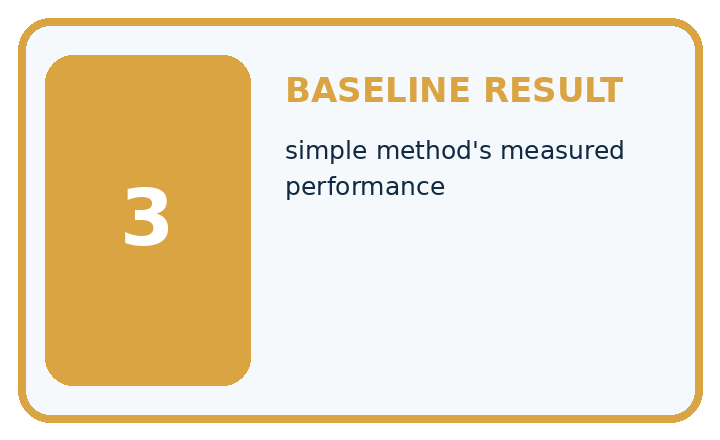 3
BASELINE RESULT
simple method's measured
performance